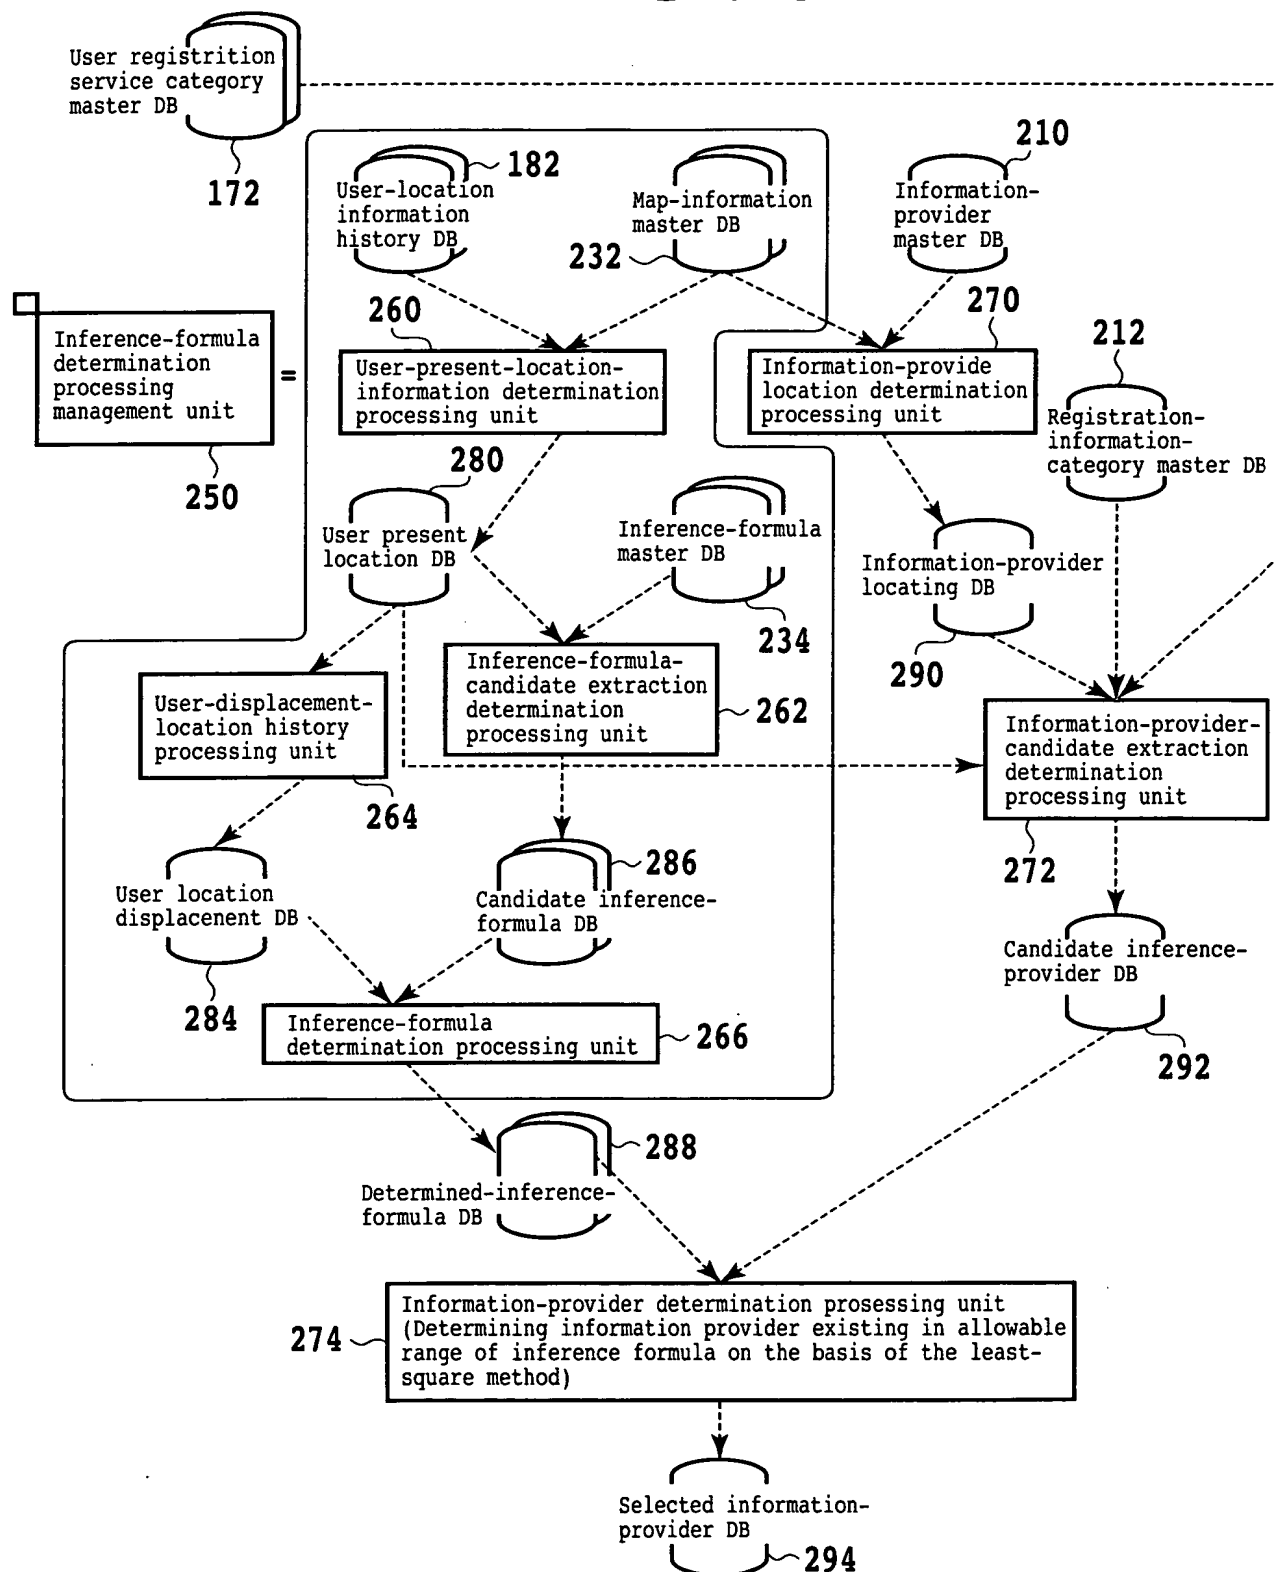 User registrition
service category
master DB
172
182
User-location
information
history DB
Map-information
master DB
232
210
Information-
provider
master DB
Inference-formula
determination
processing
management unit
=
250
260
User-present-location-
information determination
processing unit
270
Information-provide
location determination
processing unit
212
Registration-
information-
category master DB
280
User present
location DB
Inference-formula
master DB
234
Information-provider
locating DB
290
User-displacement-
location history
processing unit
264
Inference-formula-
candidate extraction
determination
processing unit
262
Information-provider-
candidate extraction
determination
processing unit
272
User location
displacenent DB
284
286
Candidate inference-
formula DB
Candidate inference-
provider DB
292
Inference-formula
determination processing unit
266
288
Determined-inference-
formula DB
274
Information-provider determination prosessing unit
(Determining information provider existing in allowable
range of inference formula on the basis of the least-
square method)
Selected information-
provider DB
294